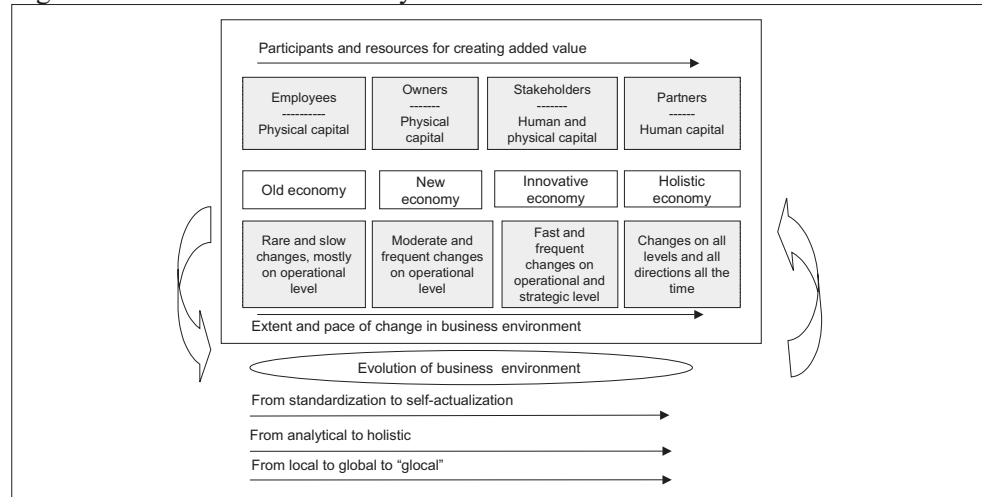 Participants and resources for creating added value
Employees
----------
Physical capital
Owners
-------
Physical
capital
Stakeholders
-------
Human and
physical capital
Partners
------
Human capital
Old economy
New
economy
Innovative
economy
Holistic
economy
Rare and slow
changes, mostly
on operational
level
Moderate and
frequent changes
on operational
level
Fast and
frequent
changes on
operational and
strategic level
Changes on all
levels and all
directions all the
time
Extent and pace of change in business environment
Evolution of business environment
From standardization to self-actualization
From analytical to holistic
From local to global to “glocal”